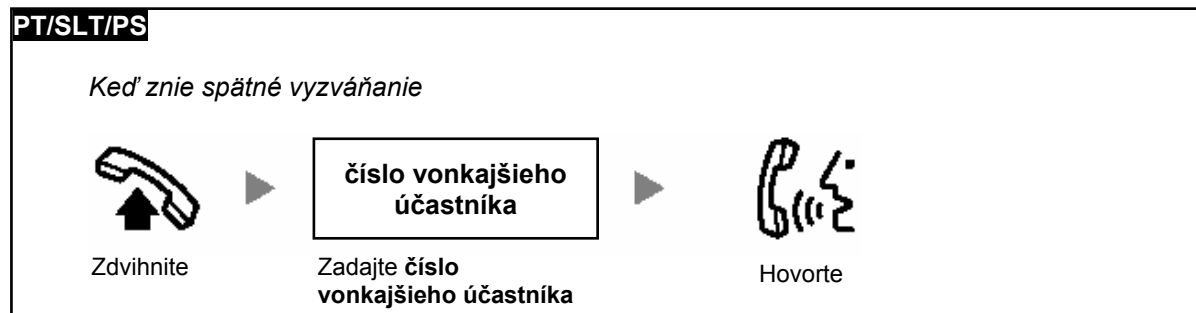 PT/SLT/PS
Keď znie spätné vyzváňanie
číslo vonkajšieho
účastníka
Zdvihnite
Zadajte číslo
vonkajšieho účastníka
Hovorte